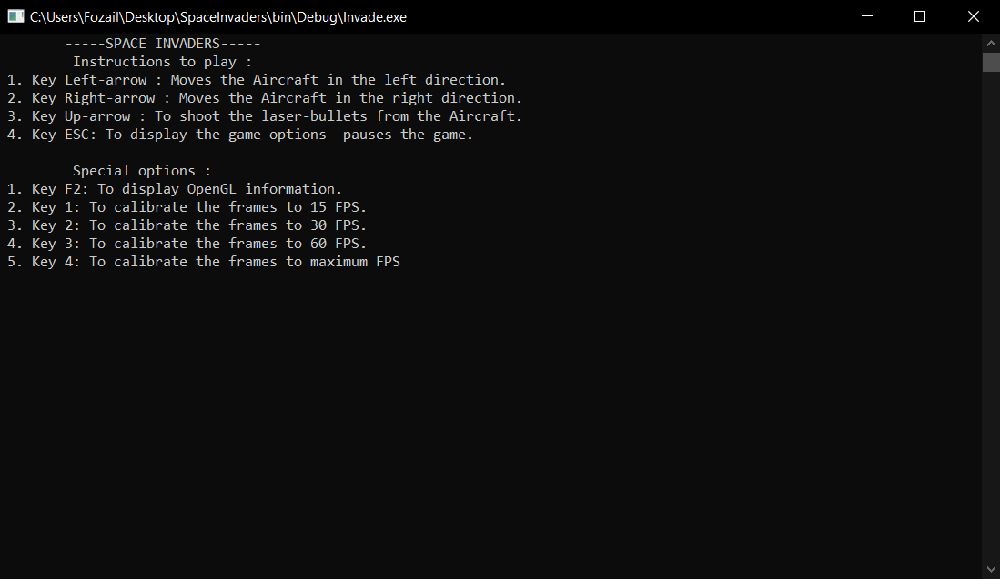 C:\Users\Fozail\Desktop\SpaceInvaders\bin\Debug\Invade.exe
-----SPACE INVADERS-----
Instructions to play :
1. Key Left-arrow : Moves the Aircraft in the left direction.
2. Key Right-arrow : Moves the Aircraft in the right direction.
3. Key Up-arrow : To shoot the laser-bullets from the Aircraft.
4. Key ESC: To display the game options  pauses the game.
Special options :
1. Key F2: To display OpenGL information.
2. Key 1: To calibrate the frames to 15 FPS.
3. Key 2: To calibrate the frames to 30 FPS.
4. Key 3: To calibrate the frames to 60 FPS.
5. Key 4: To calibrate the frames to maximum FPS